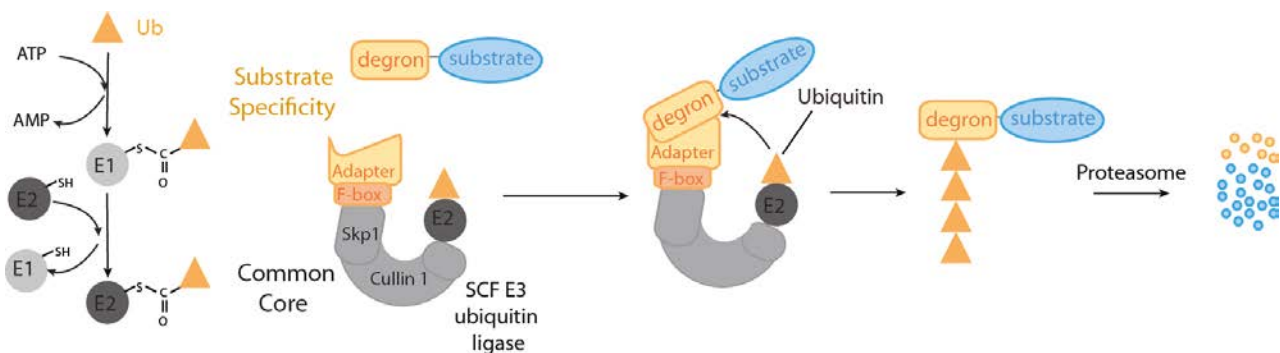 Ub
ATP
AMP
E1
S
C
O
E2
SH
E1
SH
E2
S
C
O
Substrate
Specificity
degron
substrate
Adapter
F-box
Skp1
Cullin 1
E2
Common
Core
SCF E3
ubiquitin
ligase
substrate
degron
Adapter
F-box
Ubiquitin
E2
degron
substrate
Proteasome